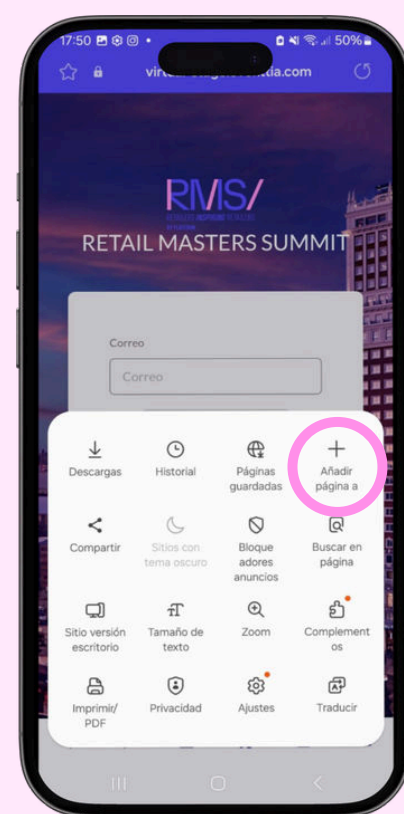 17:50
50%
RMS/
RETAIL MASTERS SUMMIT
Correo
Correo
Descargas
Historial
Páginas
guardadas
Añadir
página a
Compartir
Sitios con
tema oscuro
Bloque
adores
anuncios
Buscar en
página
Sitio versión
escritorio
Tamaño de
texto
Zoom
Complement
os
Imprimir/
PDF
Privacidad
Ajustes
Traducir